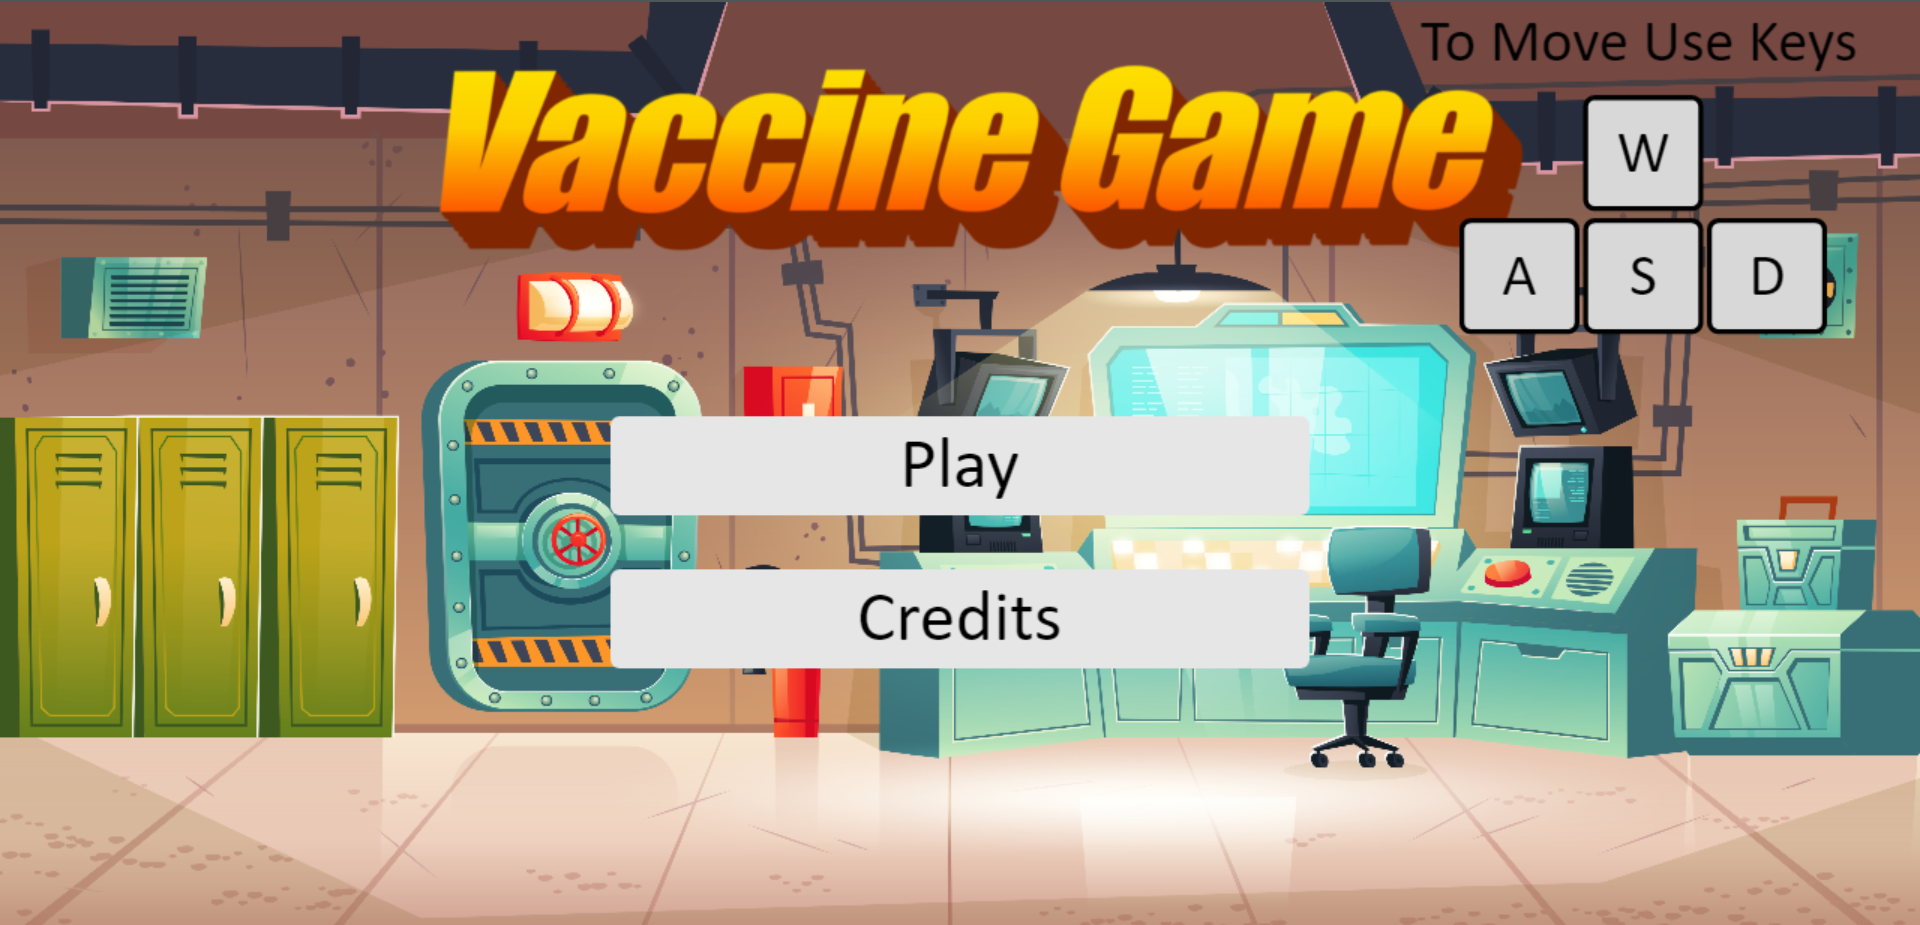 To Move Use Keys
Vaccine Game
W
A S D
Play
Credits